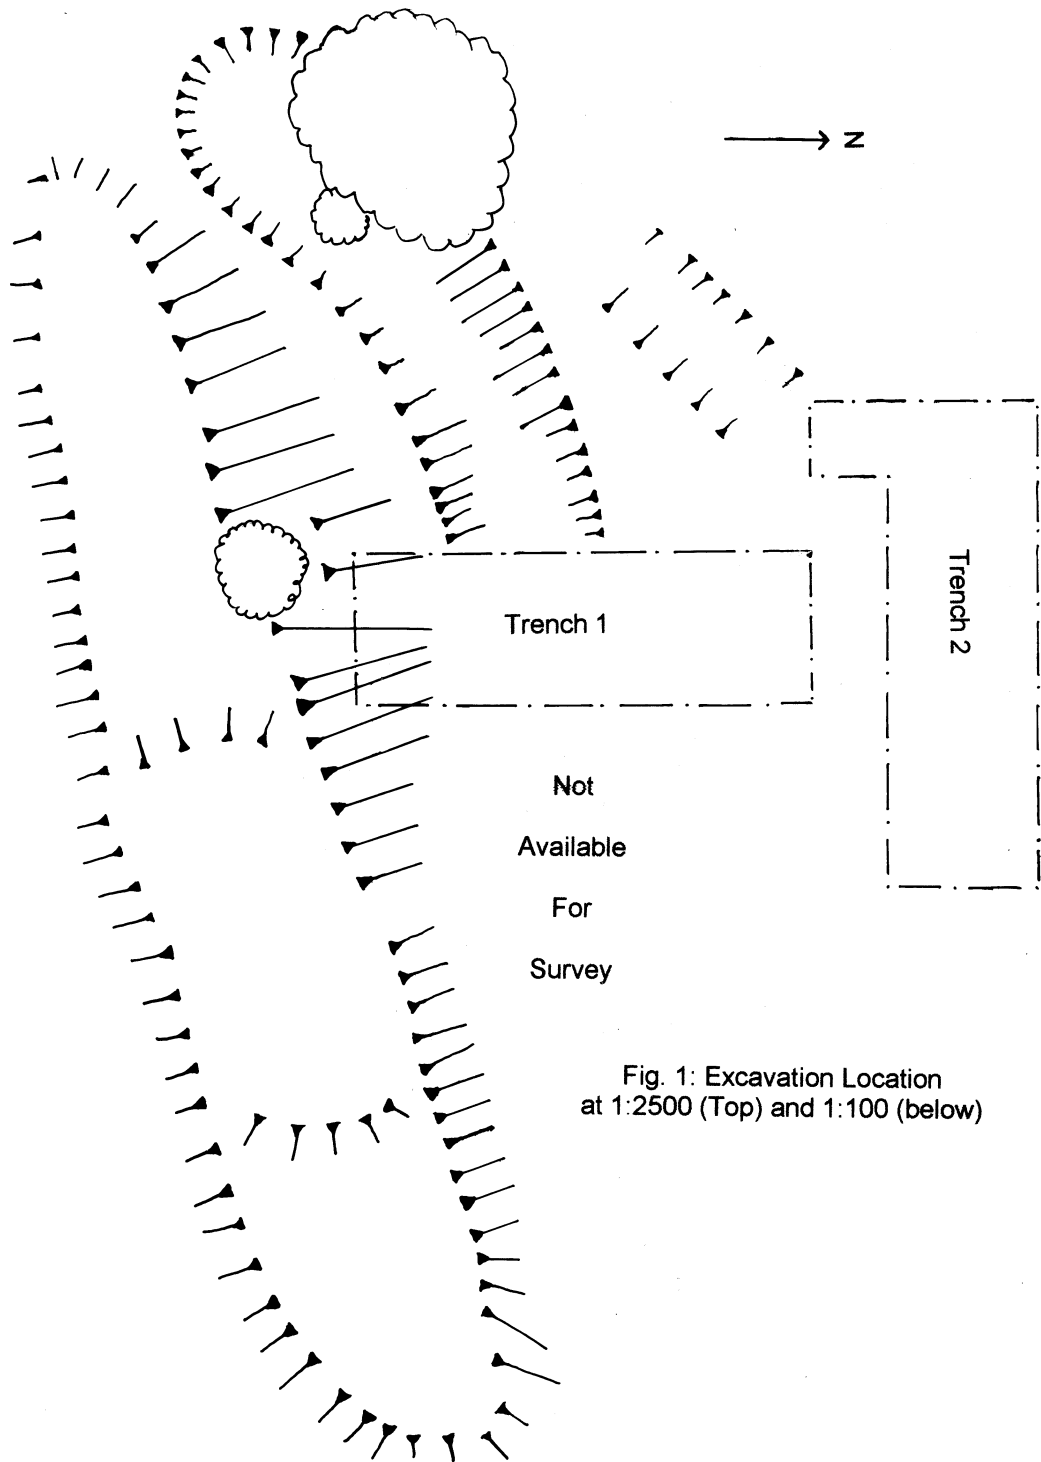 N
Trench 1
Trench 2
Not
Available
For
Survey
Fig. 1: Excavation Location
at 1:2500 (Top) and 1:100 (below)